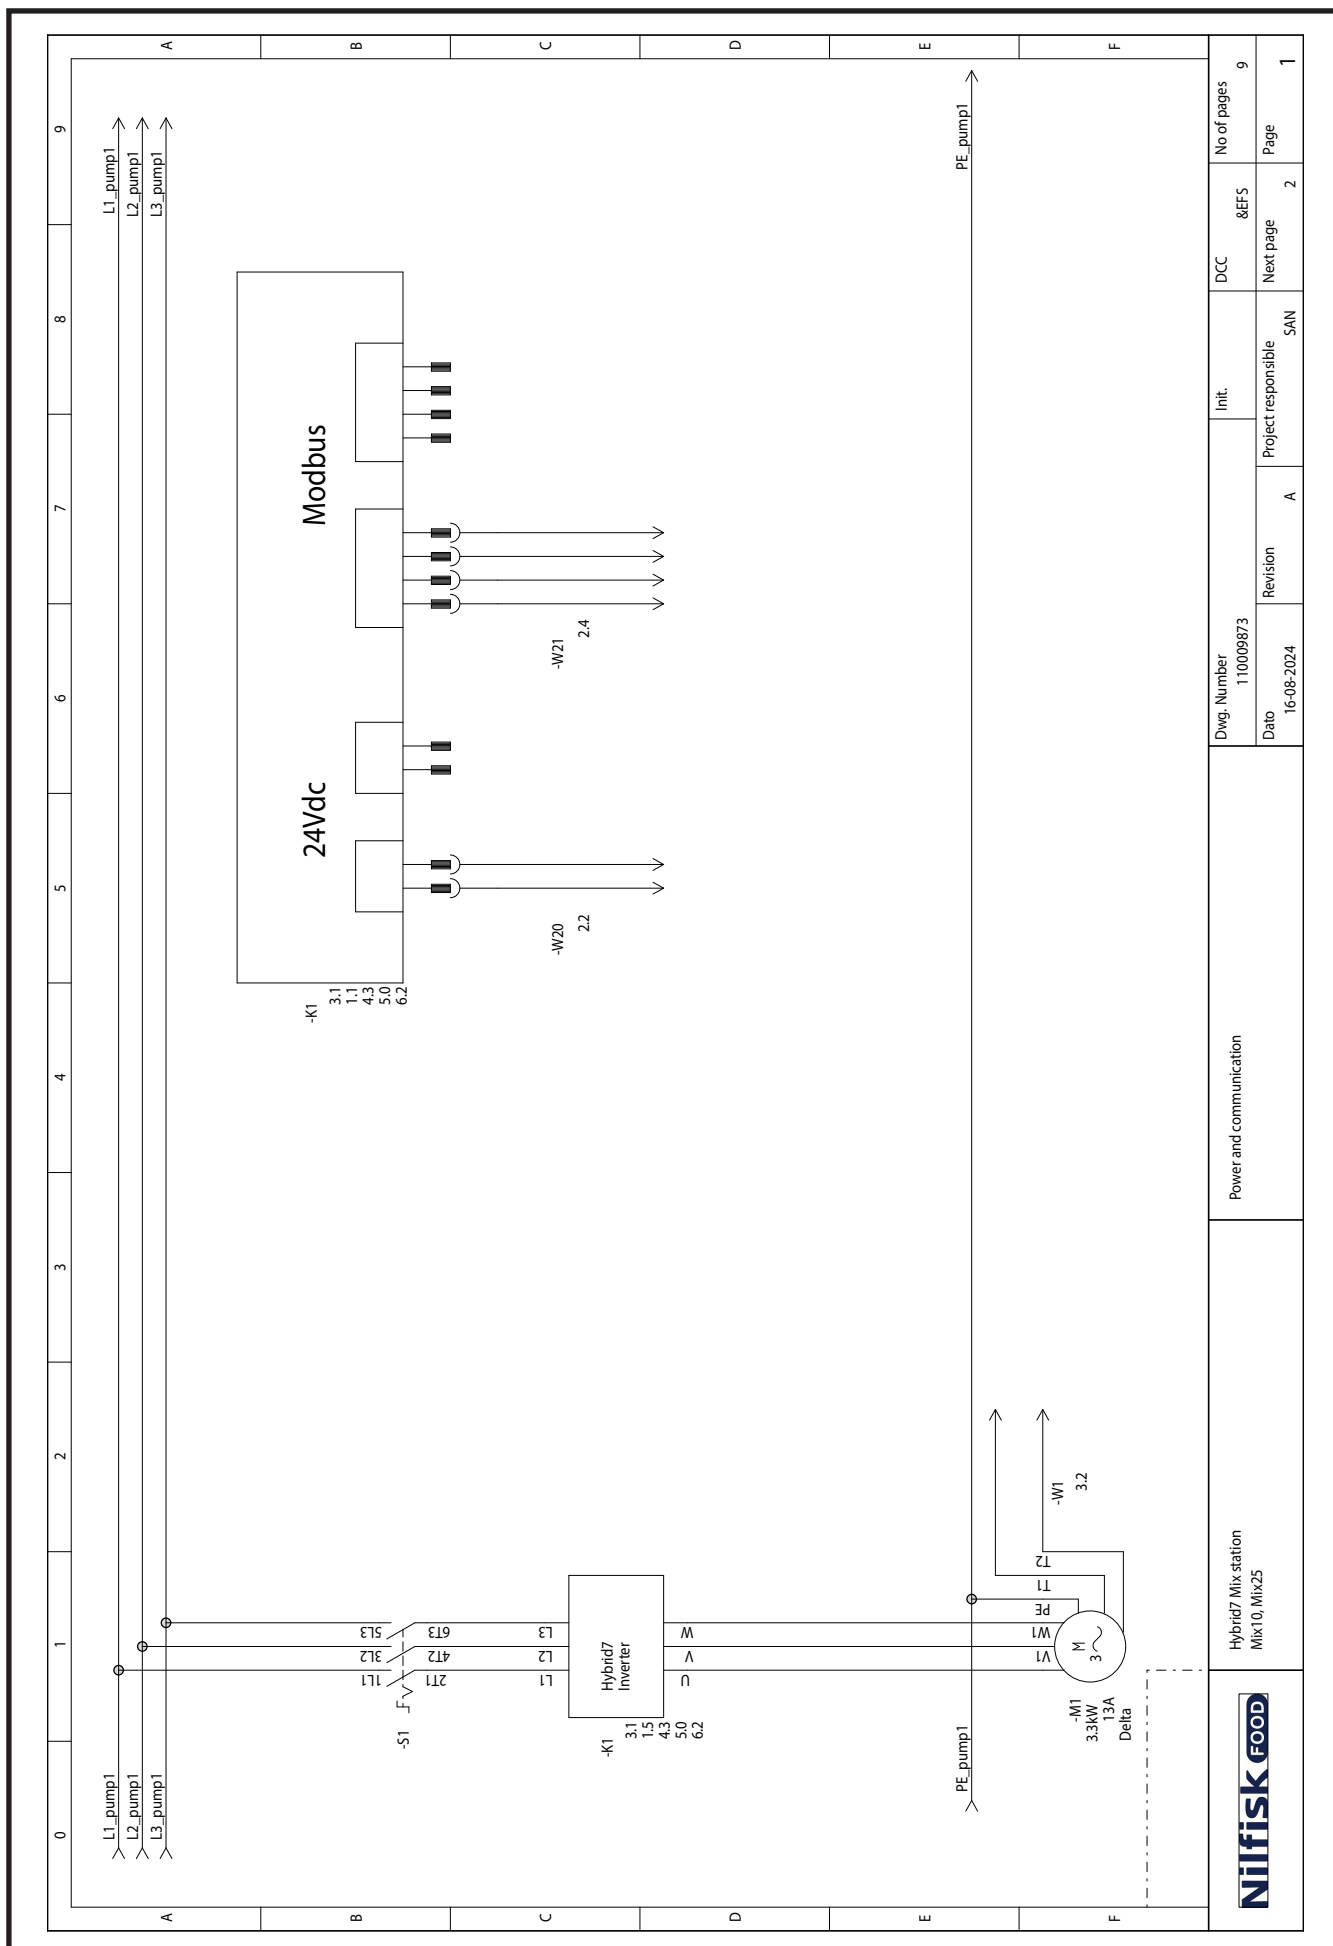 0
1
2
3
4
5
6
7
8
9
A
A
L1_pump1
L1_pump1
L2_pump1
L2_pump1
L3_pump1
L3_pump1
B
B
24Vdc
Modbus
-K1
3.1
1.1
4.3
5.0
6.2
-S1
1L1
3L2
5L3
2T1
4T2
6T3
C
C
L1
L2
L3
-W20
2.2
-W21
2.4
-K1
3.1
1.5
4.3
5.0
6.2
Hybrid7
Inverter
D
D
U
V
W
E
E
PE_pump1
PE_pump1
F
F
V1
W1
PE
T1
T2
-W1
3.2
-M1
3.3kW
13A
Delta
M
3
Nilfisk FOOD
Hybrid7 Mix station
Mix10, Mix25
Power and communication
Dwg. Number
110009873
Init.
DCC
&EFS
No of pages
9
Dato
16-08-2024
Revision
A
Project responsible
SAN
Next page
2
Page
1